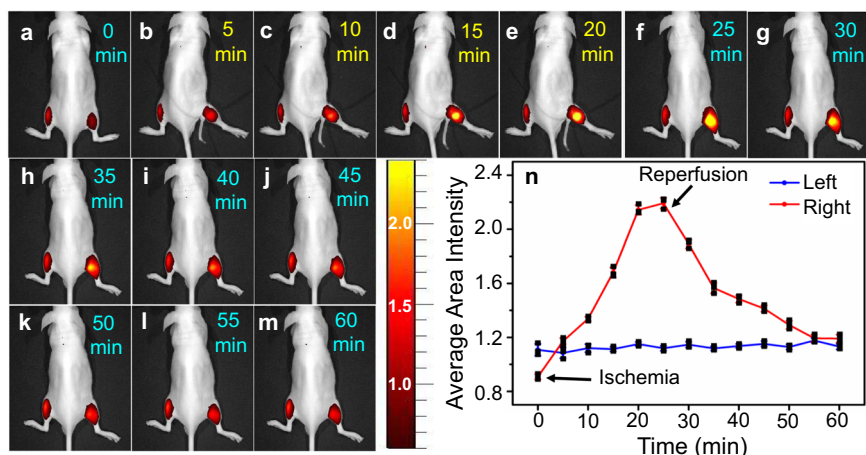 a 0 min
b 5 min
c 10 min
d 15 min
e 20 min
f 25 min
g 30 min
h 35 min
i 40 min
j 45 min
k 50 min
l 55 min
m 60 min
2.0
1.5
1.0
n
Reperfusion
Left
Right
Ischemia
Average Area Intensity
2.4
2.0
1.6
1.2
0.8
0 10 20 30 40 50 60
Time (min)